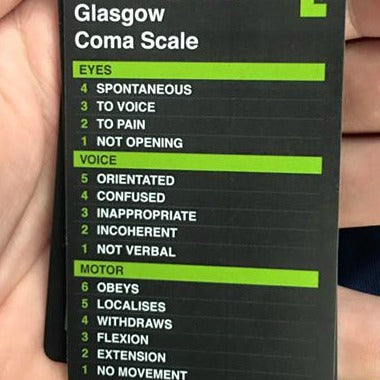 Glasgow
Coma Scale
EYES
4 SPONTANEOUS
3 TO VOICE
2 TO PAIN
1 NOT OPENING
VOICE
5 ORIENTATED
4 CONFUSED
3 INAPPROPRIATE
2 INCOHERENT
1 NOT VERBAL
MOTOR
6 OBEYS
5 LOCALISES
4 WITHDRAWS
3 FLEXION
2 EXTENSION
1 NO MOVEMENT